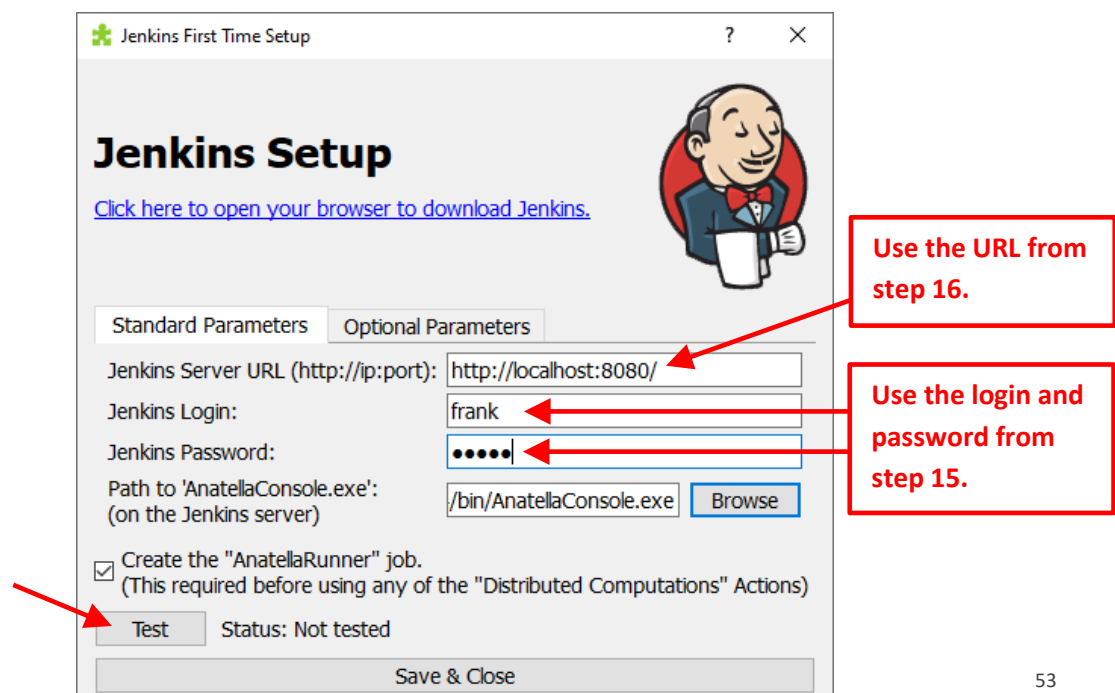 Jenkins First Time Setup
?
Jenkins Setup
Click here to open your browser to download Jenkins.
Use the URL from
step 16.
Standard Parameters
Optional Parameters
Jenkins Server URL (http://ip:port):
http://localhost:8080/
Jenkins Login:
frank
Use the login and
password from
step 15.
Jenkins Password:
•••••
Path to 'AnatellaConsole.exe':
(on the Jenkins server)
/bin/AnatellaConsole.exe
Browse
Create the "AnatellaRunner" job.
(This required before using any of the "Distributed Computations" Actions)
Test
Status: Not tested
Save & Close
53